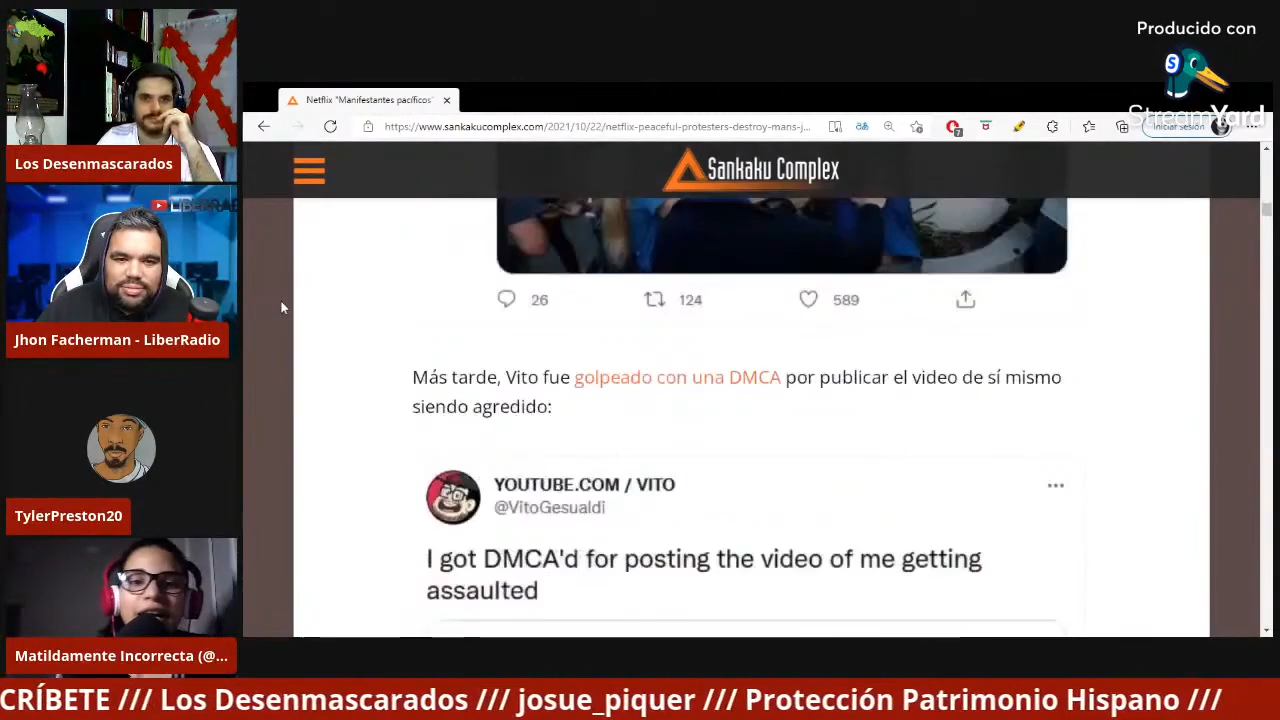 Producido con
S
StreamYard
Netflix "Manifestantes pacíficos"
https://www.sankakucomplex.com/2021/10/22/netflix-peaceful-protesters-destroy-mans-j...
7
Iniciar sesión
Sankaku Complex
26
124
589
Más tarde, Vito fue golpeado con una DMCA por publicar el video de sí mismo
siendo agredido:
YOUTUBE.COM / VITO
@VitoGesualdi
I got DMCA'd for posting the video of me getting
assaulted
Los Desenmascarados
LIBERRAD
Jhon Facherman - LiberRadio
TylerPreston20
Matildamente Incorrecta (@...
CRÍBETE /// Los Desenmascarados /// josue_piquer /// Protección Patrimonio Hispano ///